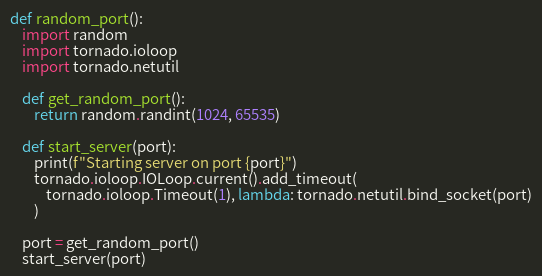 def random_port():
    import random
    import tornado.ioloop
    import tornado.netutil

    def get_random_port():
        return random.randint(1024, 65535)

    def start_server(port):
        print(f"Starting server on port {port}")
        tornado.ioloop.IOLoop.current().add_timeout(
            tornado.ioloop.Timeout(1), lambda: tornado.netutil.bind_socket(port)
        )

    port = get_random_port()
    start_server(port)